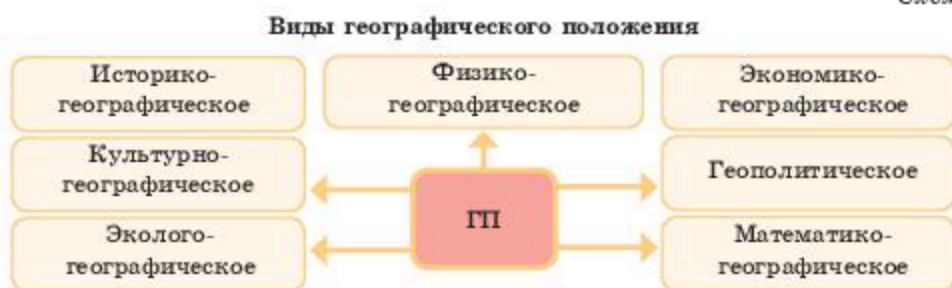 Виды географического положения
Историко-
географическое
Физико-
географическое
Экономико-
географическое
Культурно-
географическое
Геополитическое
Эколого-
географическое
ГП
Математико-
географическое